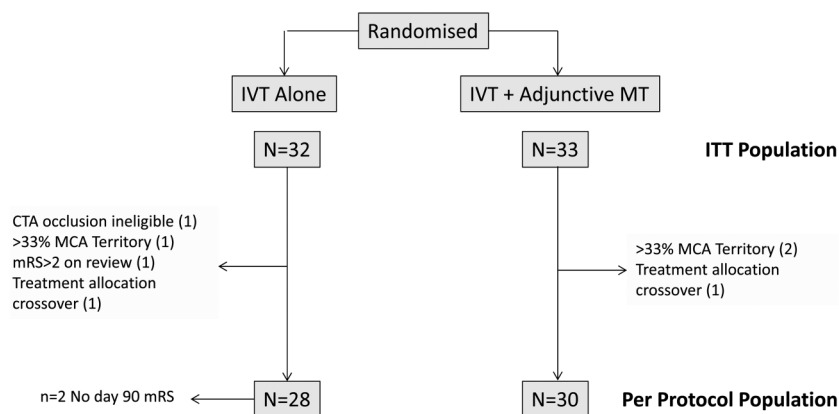 Randomised
IVT Alone
IVT + Adjunctive MT
N=32
N=33
ITT Population
CTA occlusion ineligible (1)
>33% MCA Territory (1)
mRS>2 on review (1)
Treatment allocation
crossover (1)
>33% MCA Territory (2)
Treatment allocation
crossover (1)
n=2 No day 90 mRS
N=28
N=30
Per Protocol Population